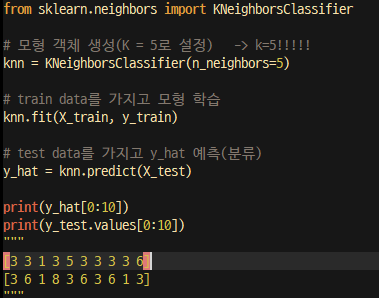 from sklearn.neighbors import KNeighborsClassifier
# 모형 객체 생성(K = 5로 설정)   -> k=5!!!!!
knn = KNeighborsClassifier(n_neighbors=5)
# train data를 가지고 모형 학습
knn.fit(X_train, y_train)
# test data를 가지고 y_hat 예측(분류)
y_hat = knn.predict(X_test)
print(y_hat[0:10])
print(y_test.values[0:10])
"""
[3 3 1 3 5 3 3 3 3 6]
[3 6 1 8 3 6 3 6 1 3]
"""